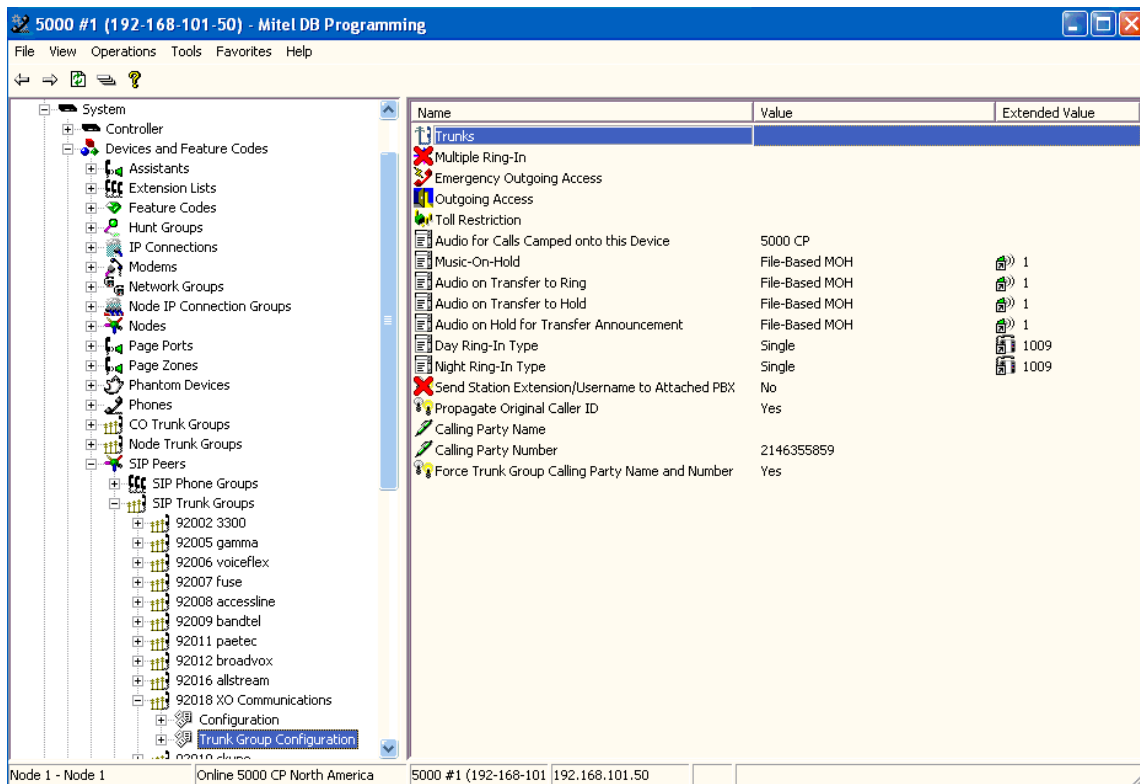 5000 #1 (192-168-101-50) - Mitel DB Programming
File View Operations Tools Favorites Help
System
Controller
Devices and Feature Codes
Assistants
Extension Lists
Feature Codes
Hunt Groups
IP Connections
Modems
Network Groups
Node IP Connection Groups
Nodes
Page Ports
Page Zones
Phantom Devices
Phones
CO Trunk Groups
Node Trunk Groups
SIP Peers
SIP Phone Groups
SIP Trunk Groups
92002 3300
92005 gamma
92006 voiceflex
92007 fuse
92008 accessline
92009 bandtel
92011 paetec
92012 broadvox
92016 allstream
92018 XO Communications
Configuration
Trunk Group Configuration
92019 skype
Name Value Extended Value
Trunks
Multiple Ring-In
Emergency Outgoing Access
Outgoing Access
Toll Restriction
Audio for Calls Camped onto this Device 5000 CP
Music-On-Hold File-Based MOH 1
Audio on Transfer to Ring File-Based MOH 1
Audio on Transfer to Hold File-Based MOH 1
Audio on Hold for Transfer Announcement File-Based MOH 1
Day Ring-In Type Single 1009
Night Ring-In Type Single 1009
Send Station Extension/Username to Attached PBX No
Propagate Original Caller ID Yes
Calling Party Name
Calling Party Number 2146355859
Force Trunk Group Calling Party Name and Number Yes
Node 1 - Node 1 Online 5000 CP North America 5000 #1 (192-168-101 192.168.101.50